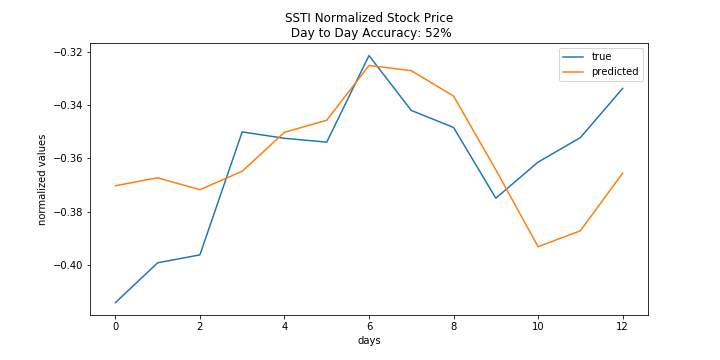 SSTI Normalized Stock Price
Day to Day Accuracy: 52%
true
predicted
normalized values
−0.32
−0.34
−0.36
−0.38
−0.40
0
2
4
6
8
10
12
days